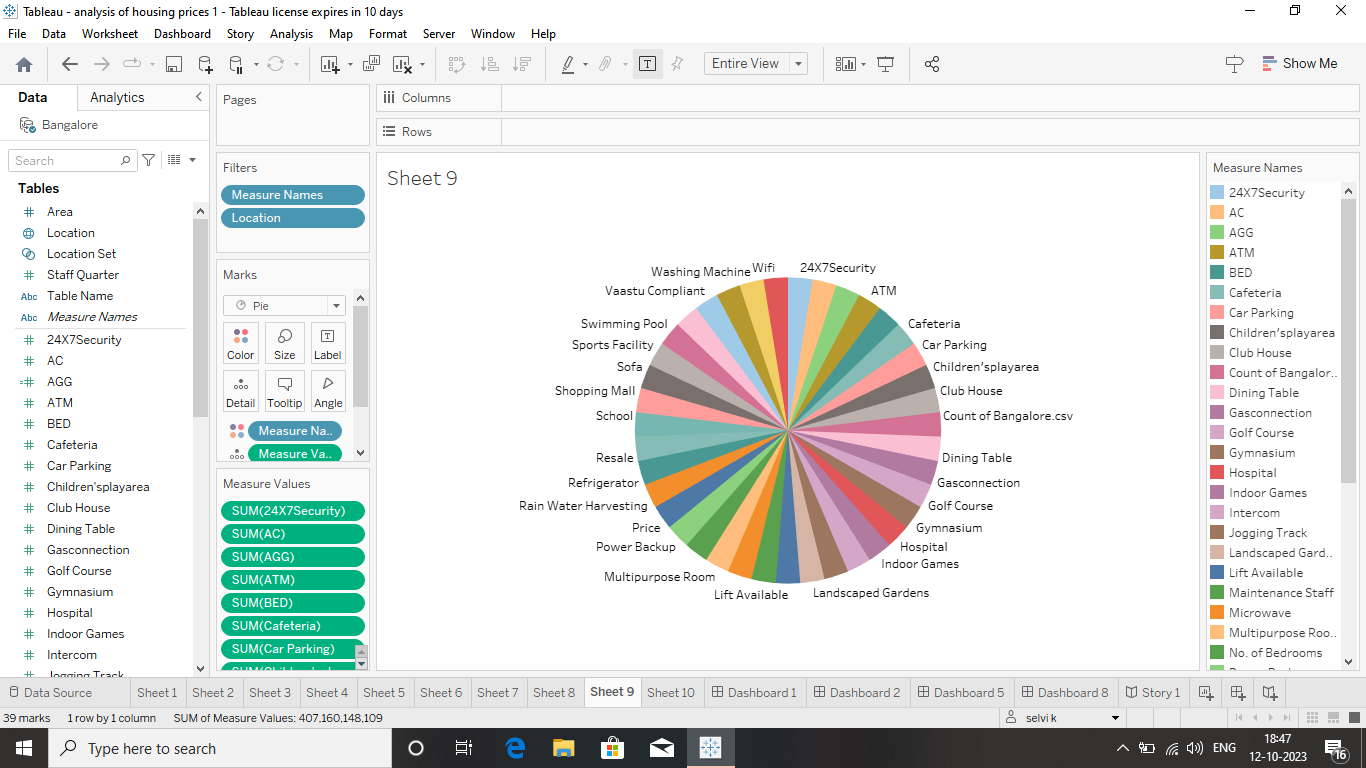 Tableau - analysis of housing prices 1 - Tableau license expires in 10 days
File Data Worksheet Dashboard Story Analysis Map Format Server Window Help
Entire View
Show Me
Data Analytics
Bangalore
Search
Tables
Area
Location
Location Set
Staff Quarter
Abc Table Name
Abc Measure Names
24X7Security
AC
AGG
ATM
BED
Cafeteria
Car Parking
Children'splayarea
Club House
Dining Table
Gasconnection
Golf Course
Gymnasium
Hospital
Indoor Games
Intercom
Jogging Track
Pages
Filters
Measure Names
Location
Marks
Pie
Color Size Label
Detail Tooltip Angle
Measure Na..
Measure Va..
Measure Values
SUM(24X7Security)
SUM(AC)
SUM(AGG)
SUM(ATM)
SUM(BED)
SUM(Cafeteria)
SUM(Car Parking)
Columns
Rows
Sheet 9
Wifi 24X7Security
Washing Machine
Vaastu Compliant ATM
Swimming Pool Cafeteria
Sports Facility Car Parking
Sofa Children'splayarea
Shopping Mall Club House
School Count of Bangalore.csv
Resale Dining Table
Refrigerator Gasconnection
Rain Water Harvesting Golf Course
Price Gymnasium
Power Backup Hospital
Indoor Games
Multipurpose Room
Lift Available Landscaped Gardens
Measure Names
24X7Security
AC
AGG
ATM
BED
Cafeteria
Car Parking
Children'splayarea
Club House
Count of Bangalor..
Dining Table
Gasconnection
Golf Course
Gymnasium
Hospital
Indoor Games
Intercom
Jogging Track
Landscaped Gard..
Lift Available
Maintenance Staff
Microwave
Multipurpose Roo..
No. of Bedrooms
Data Source Sheet 1 Sheet 2 Sheet 3 Sheet 4 Sheet 5 Sheet 6 Sheet 7 Sheet 8 Sheet 9 Sheet 10 Dashboard 1 Dashboard 2 Dashboard 5 Dashboard 8 Story 1
39 marks 1 row by 1 column SUM of Measure Values: 407,160,148,109 selvi k
Type here to search ENG 18:47
12-10-2023 16